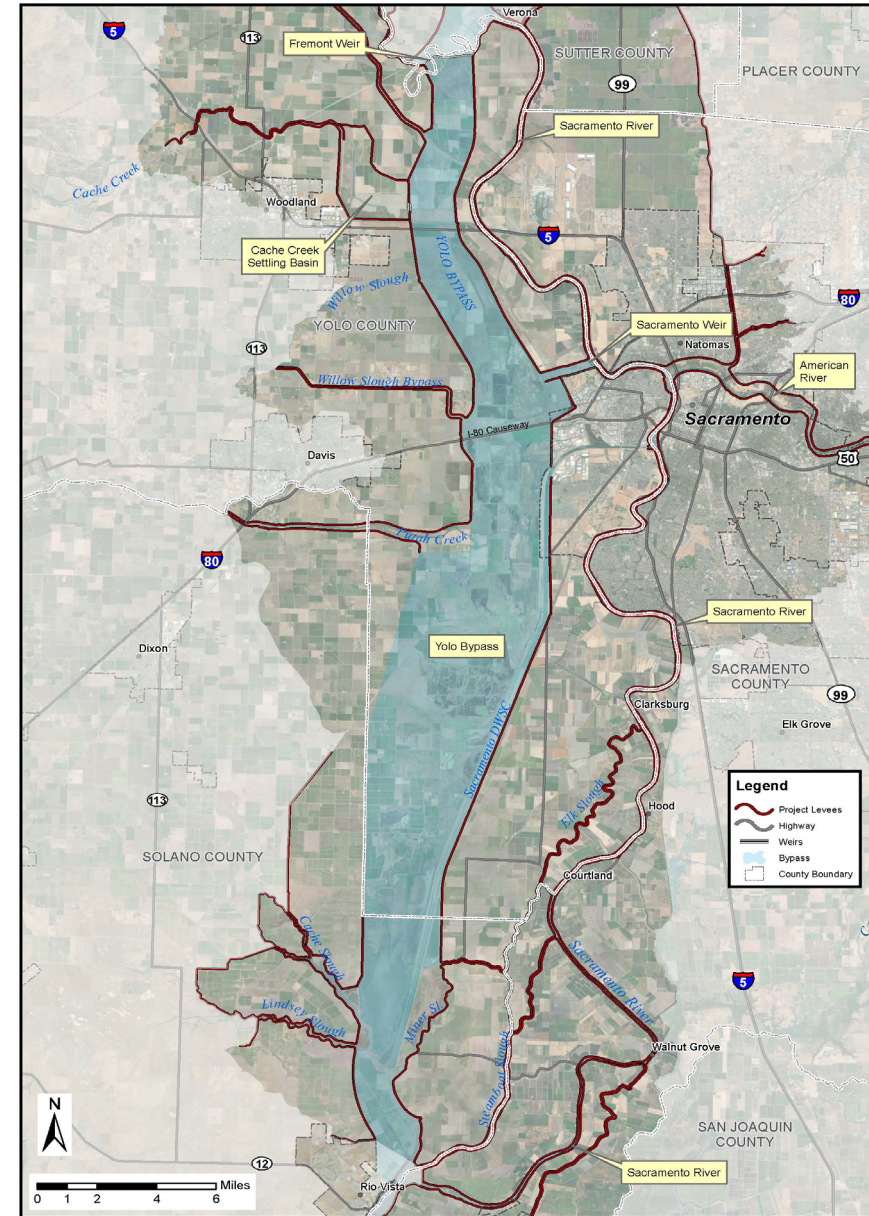 Verona
5
113
Fremont Weir
SUTTER COUNTY
99
PLACER COUNTY
Sacramento River
Cache Creek
Woodland
Cache Creek
Settling Basin
5
YOLO BYPASS
Willow Slough
80
YOLO COUNTY
Sacramento Weir
Natomas
113
American
River
Willow Slough Bypass
Sacramento
I-80 Causeway
50
Davis
Putah Creek
80
Sacramento River
Yolo Bypass
Dixon
SACRAMENTO
COUNTY
99
Clarksburg
Elk Grove
Sacramento DWSC
Elk Slough
Hood
113
SOLANO COUNTY
Courtland
Legend
Project Levees
Highway
Weirs
Bypass
County Boundary
Cache Slough
Sacramento River
5
Lindsey Slough
Miner Sl.
Steamboat Slough
Walnut Grove
N
SAN JOAQUIN
COUNTY
12
Sacramento River
Rio Vista
Miles
0 1 2 4 6